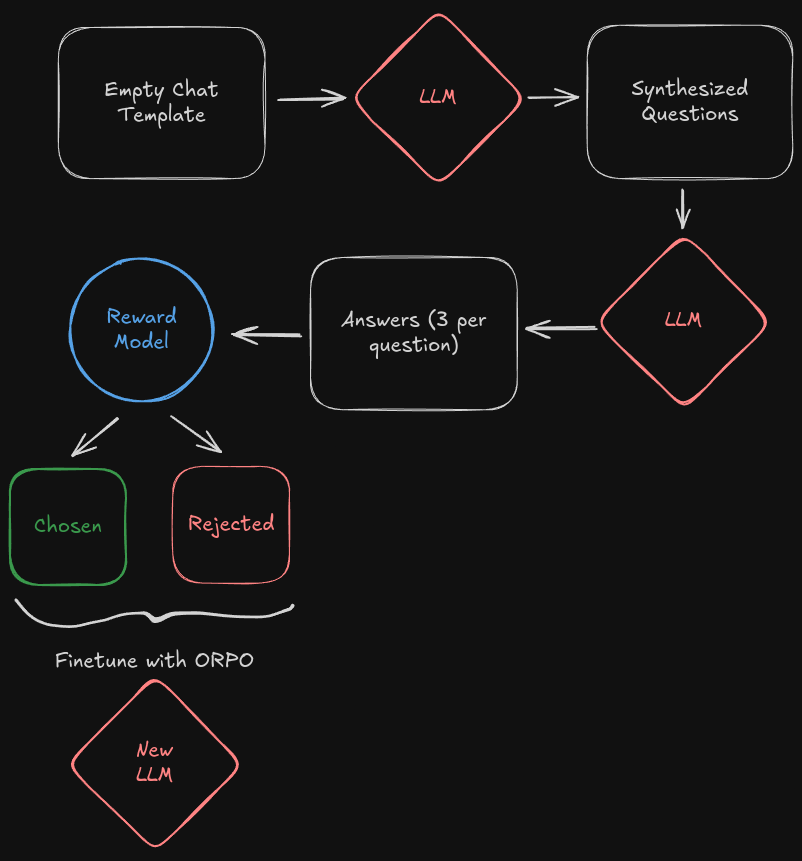 Empty Chat
Template
LLM
Synthesized
Questions
Reward
Model
Answers (3 per
question)
LLM
Chosen
Rejected
Finetune with ORPO
New
LLM